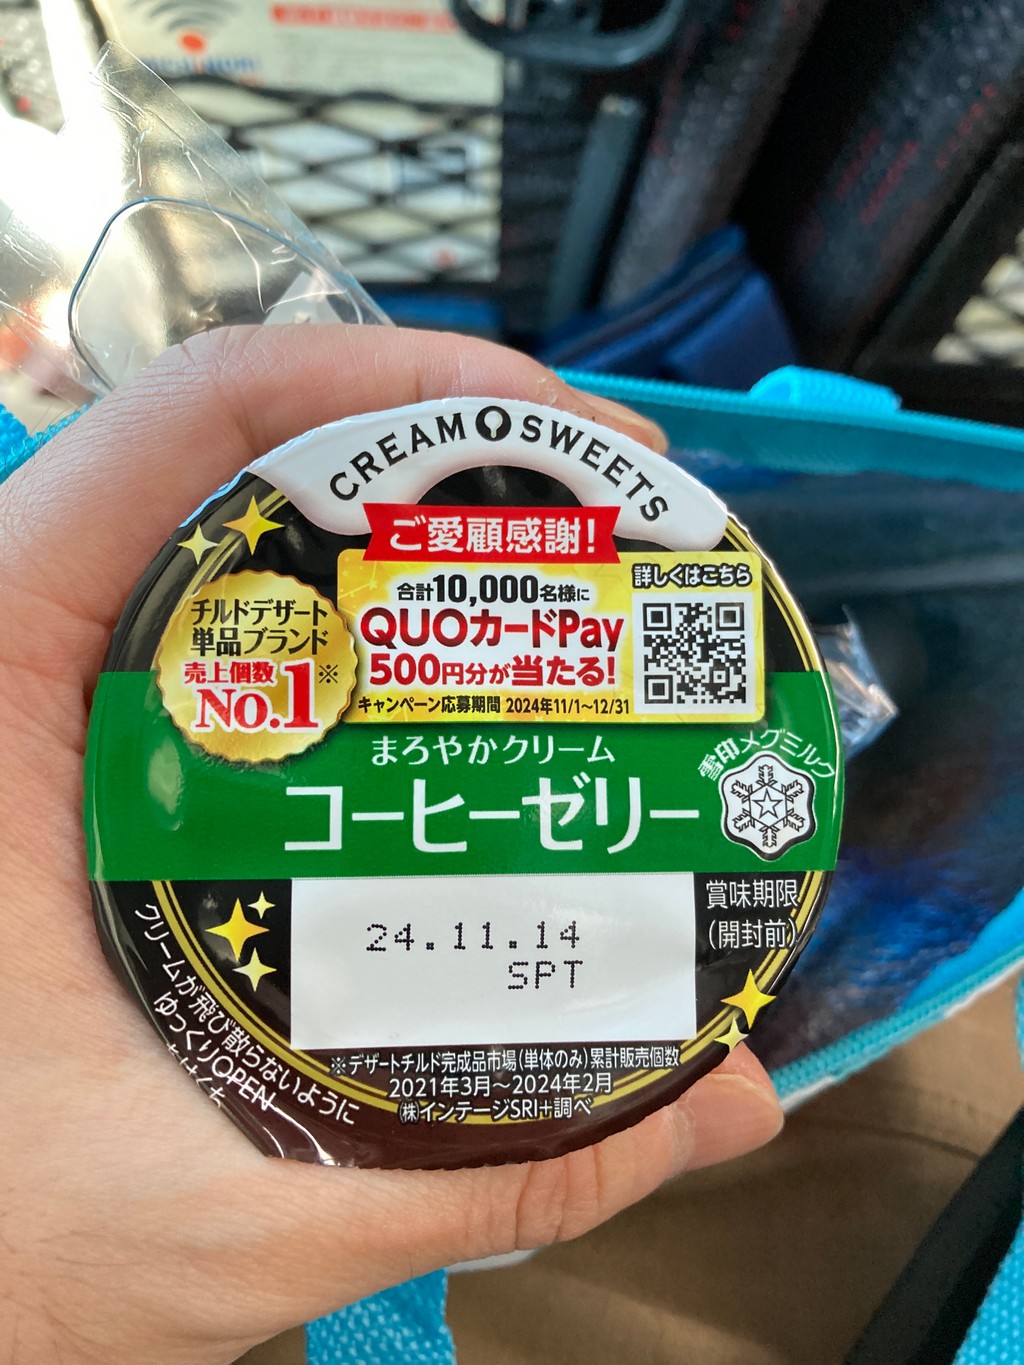 CREAM SWEETS
ご愛顧感謝!
合計10,000名様に
QUOカードPay
500円分が当たる!
キャンペーン応募期間 2024年11/1~12/31
詳しくはこちら
チルドデザート
単品ブランド
売上個数
No.1※
まろやかクリーム
コーヒーゼリー
雪印メグミルク
賞味期限
(開封前)
24.11.14
SPT
クリームが飛び散らないように
ゆっくりOPEN
※デザートチルド完成品市場(単体のみ)累計販売個数
2021年3月~2024年2月
㈱インテージSRI+調べ